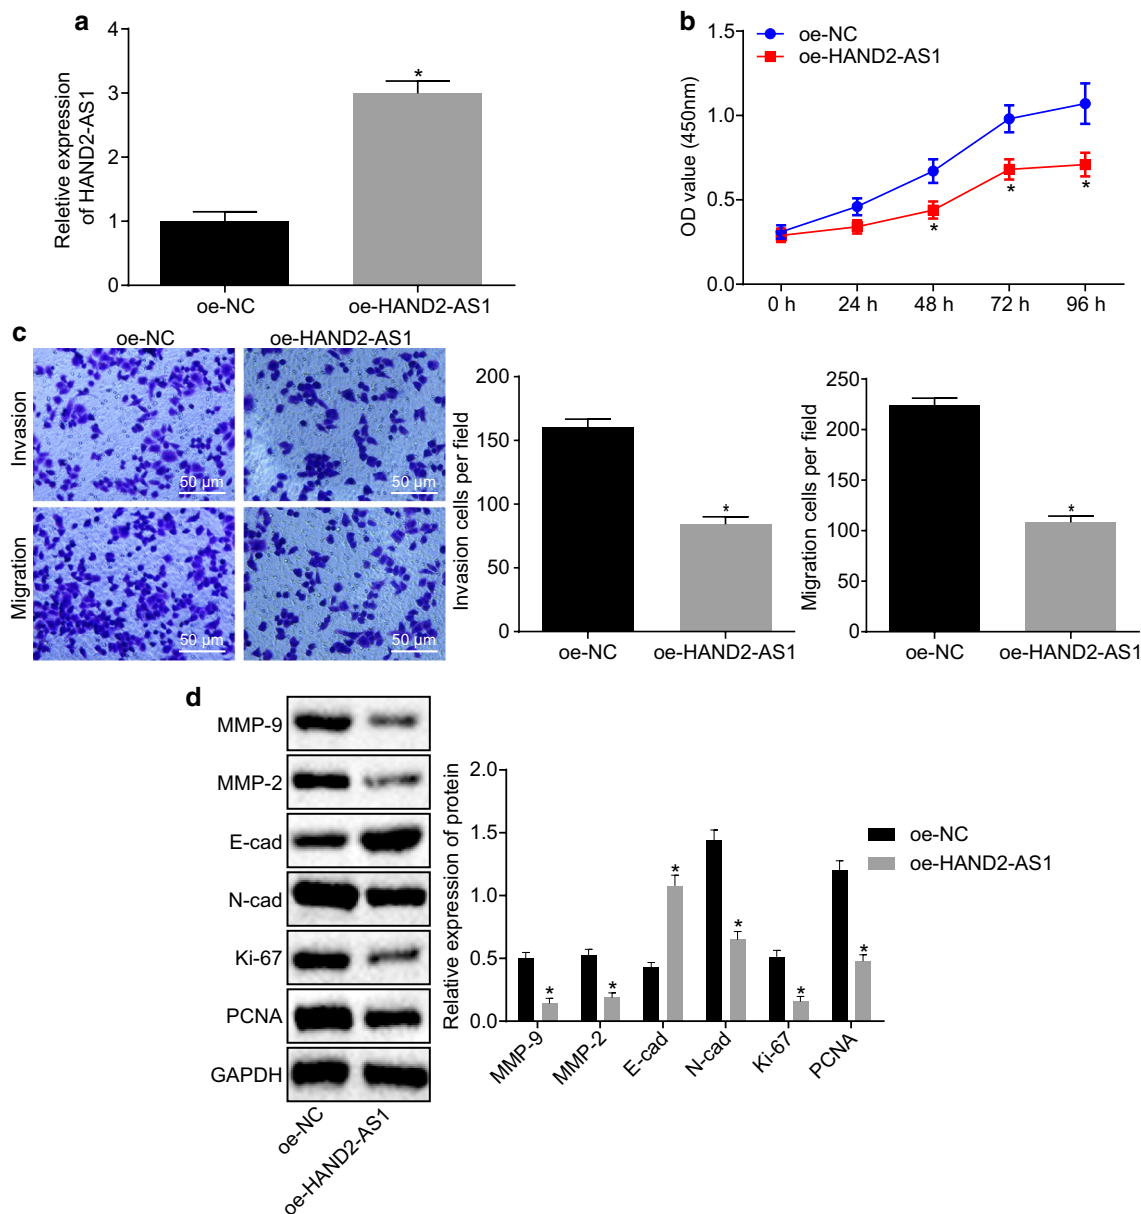 a
Reletive expression
of HAND2-AS1
4
3
2
1
0
*
oe-NC
oe-HAND2-AS1
b
OD value (450nm)
1.5
1.0
0.5
0.0
oe-NC
oe-HAND2-AS1
*
*
*
0 h
24 h
48 h
72 h
96 h
c
oe-NC
oe-HAND2-AS1
Invasion
50 µm
50 µm
Migration
50 µm
50 µm
Invasion cells per field
200
150
100
50
0
*
oe-NC
oe-HAND2-AS1
Migration cells per field
250
200
150
100
50
0
*
oe-NC
oe-HAND2-AS1
d
MMP-9
MMP-2
E-cad
N-cad
Ki-67
PCNA
GAPDH
oe-NC
oe-HAND2-AS1
Relative expression of protein
2.0
1.5
1.0
0.5
0.0
*
*
*
*
*
*
MMP-9
MMP-2
E-cad
N-cad
Ki-67
PCNA
oe-NC
oe-HAND2-AS1